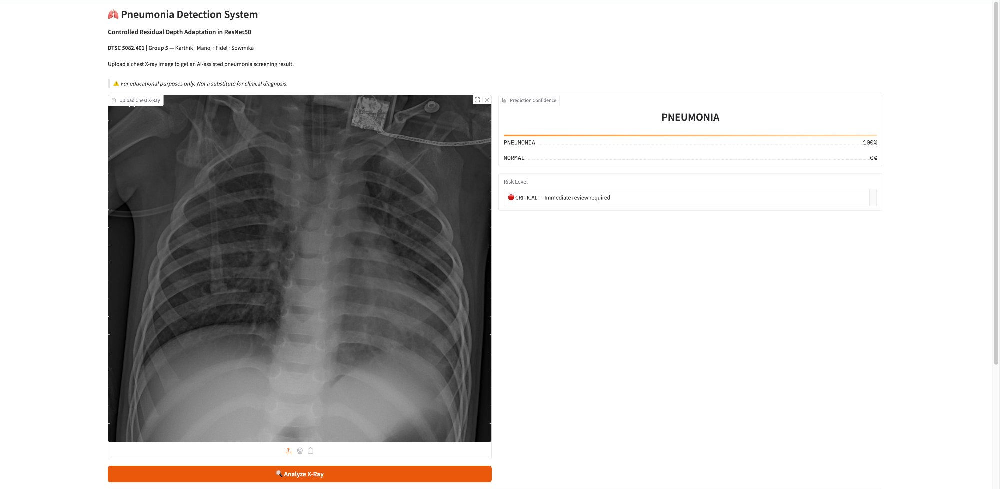 🫁 Pneumonia Detection System
Controlled Residual Depth Adaptation in ResNet50
DTSC 5082.401 | Group 5 — Karthik · Manoj · Fidel · Sowmika
Upload a chest X-ray image to get an AI-assisted pneumonia screening result.
⚠️ For educational purposes only. Not a substitute for clinical diagnosis.
Upload Chest X-Ray
Prediction Confidence
PNEUMONIA
PNEUMONIA 100%
NORMAL 0%
Risk Level
🔴 CRITICAL — Immediate review required
🔍 Analyze X-Ray